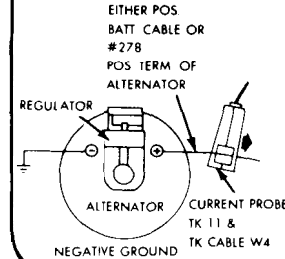 EITHER POS.
BATT CABLE OR
#278
POS TERM OF
ALTERNATOR
REGULATOR
ALTERNATOR
CURRENT PROBE
TK 11 &
TK CABLE W4
NEGATIVE GROUND